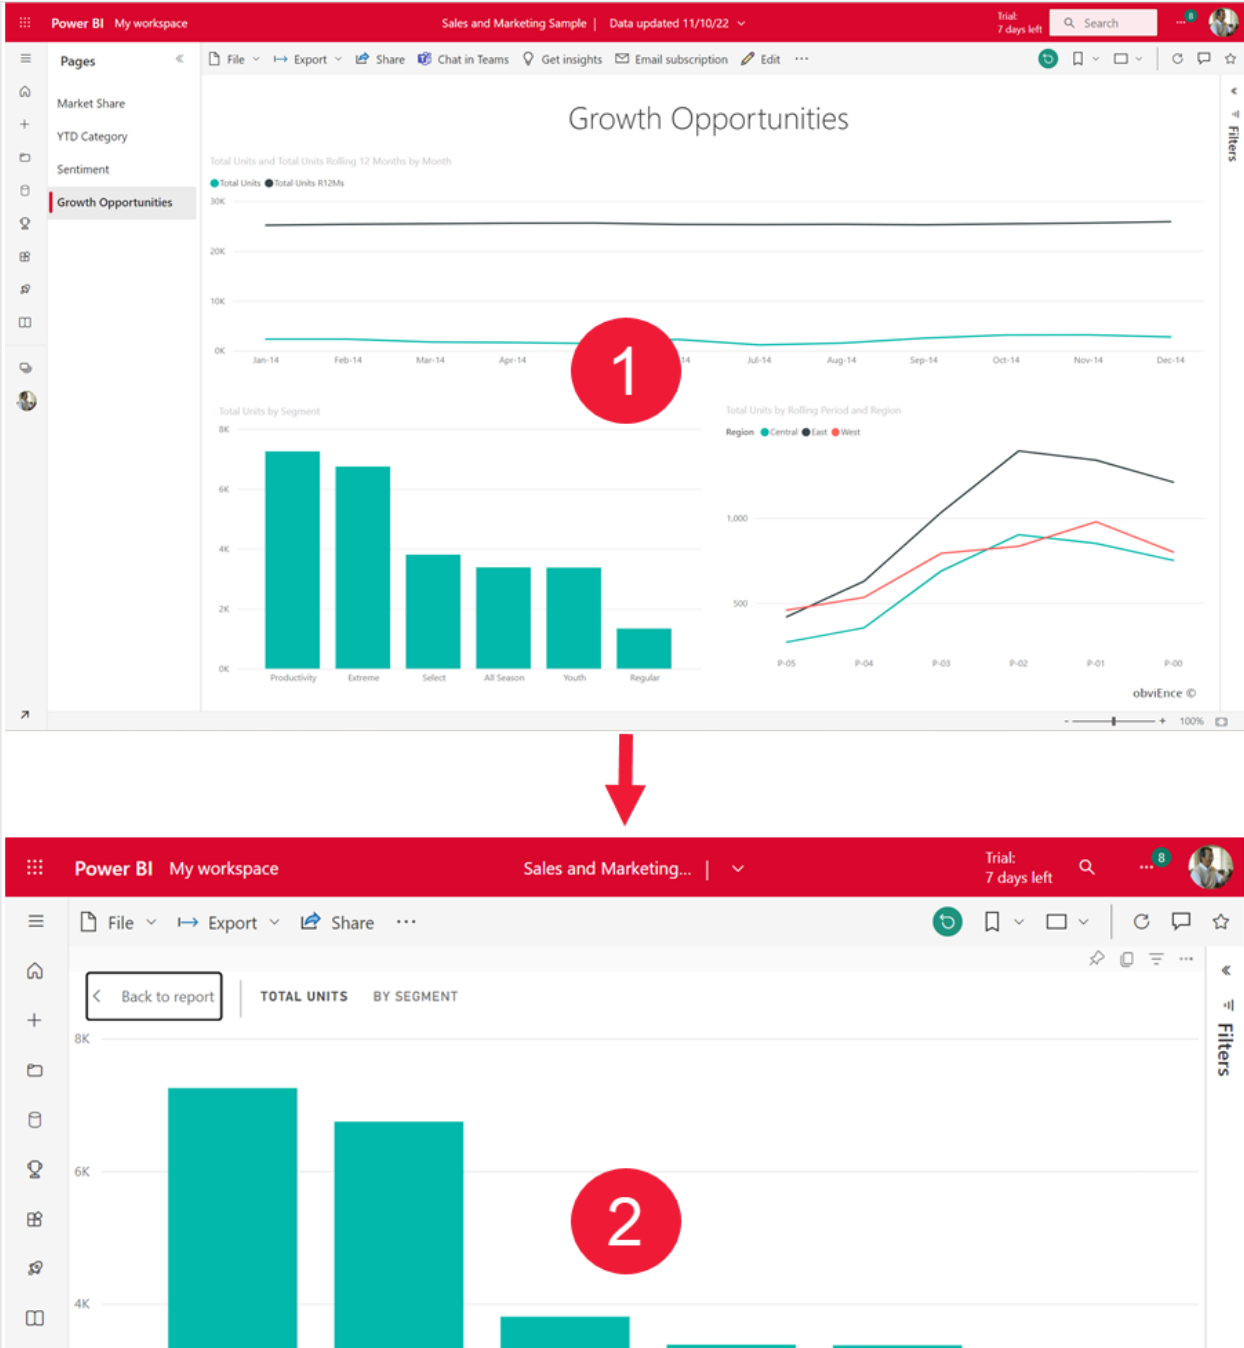 Power BI My workspace
Sales and Marketing Sample | Data updated 11/10/22
Trial:
7 days left
Search
8
Pages
File
Export
Share
Chat in Teams
Get insights
Email subscription
Edit
Market Share
YTD Category
Sentiment
Growth Opportunities
Filters
Growth Opportunities
Total Units and Total Units Rolling 12 Months by Month
Total Units Total Units R12Ms
30K
20K
10K
0K
Jan-14 Feb-14 Mar-14 Apr-14 14 Jul-14 Aug-14 Sep-14 Oct-14 Nov-14 Dec-14
1
Total Units by Segment
8K
6K
4K
2K
0K
Productivity Extreme Select All Season Youth Regular
Total Units by Rolling Period and Region
Region Central East West
1,000
500
P-05 P-04 P-03 P-02 P-01 P-00
obviEnce ©
- + 100%
Power BI My workspace
Sales and Marketing... |
Trial:
7 days left
8
File Export Share
Back to report
TOTAL UNITS BY SEGMENT
Filters
8K
6K
4K
2